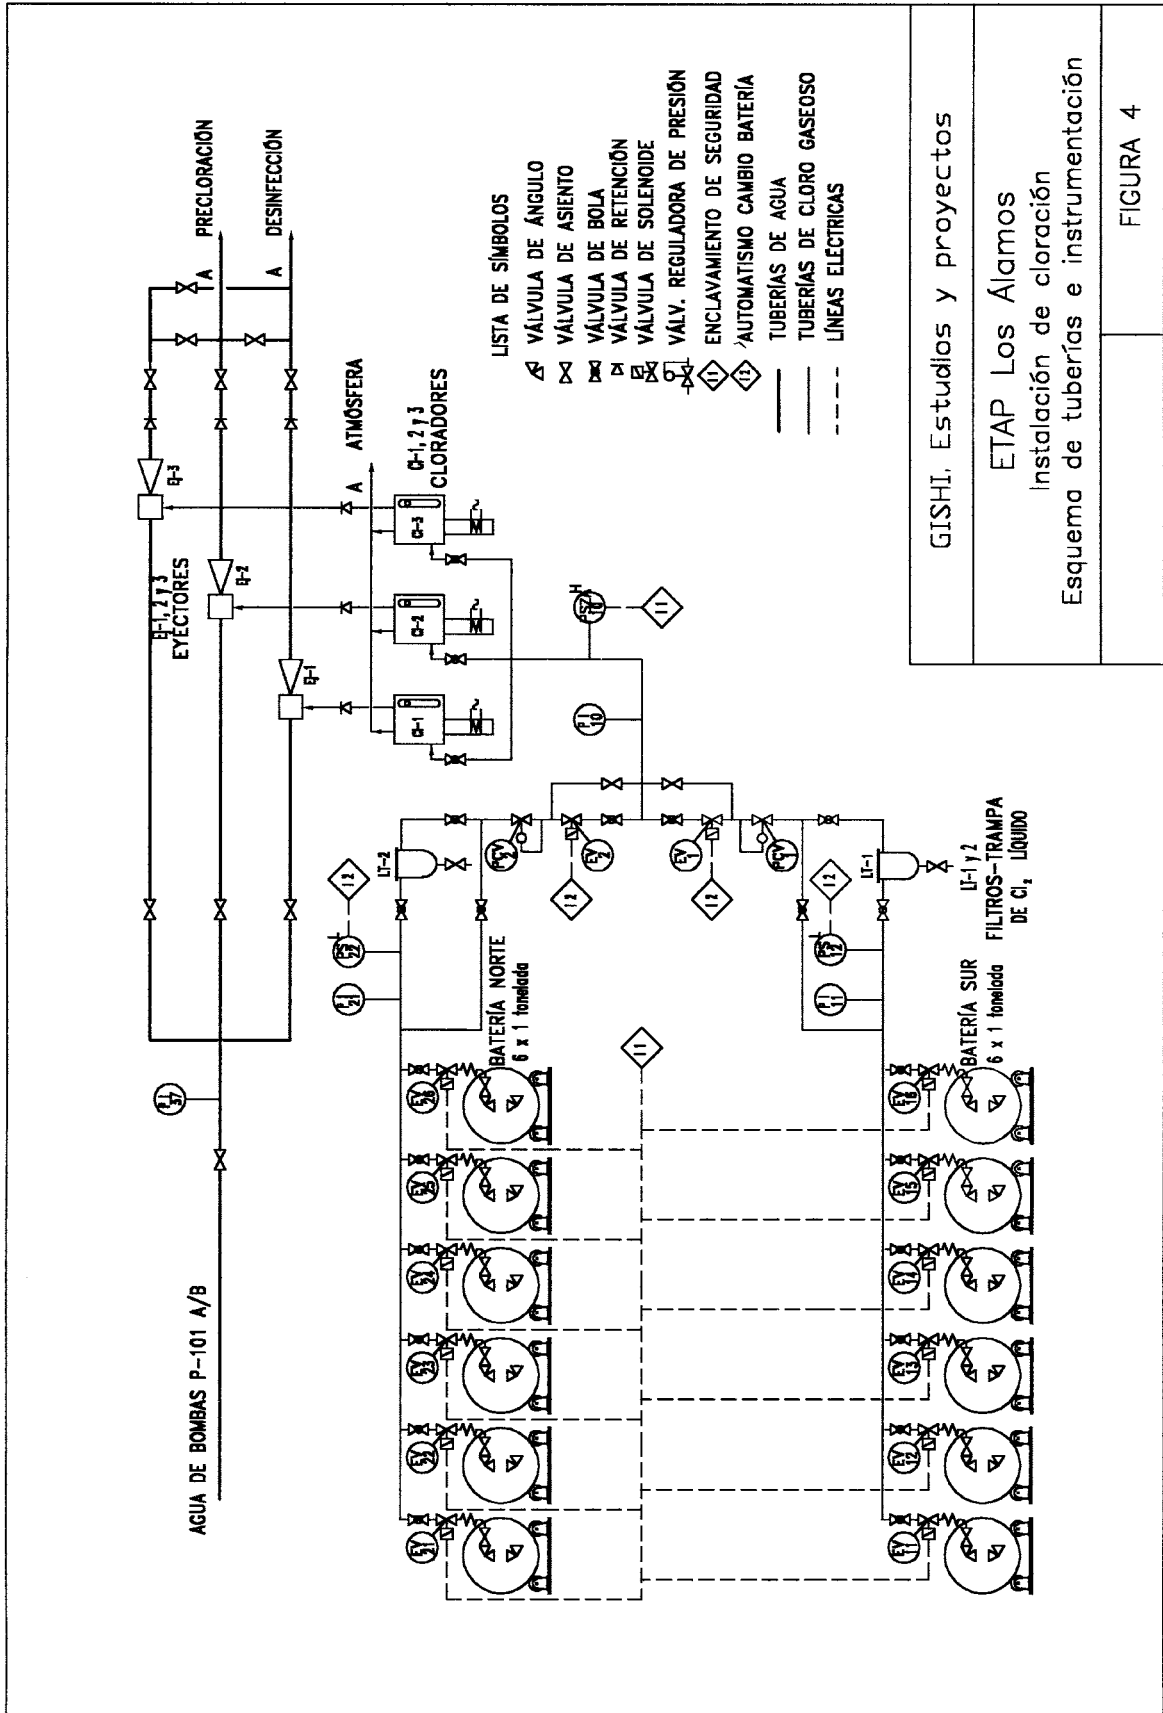 AGUA DE BOMBAS P-101 A/B
PI
37
Ej-1, 2 y 3
EYECTORES
Ej-3
Ej-2
Ej-1
A
PRECLORACIÓN
A
DESINFECCIÓN
A
ATMÓSFERA
Cl-1, 2 y 3
CLORADORES
Cl-1
Cl-2
Cl-3
M
M
M
PI
21
PS
22
L
I2
LT-2
PCV
2
EV
2
I2
EV
1
I2
PCV
1
PI
10
PSZA
10
H
I1
EV
21
EV
22
EV
23
EV
24
EV
25
EV
26
BATERÍA NORTE
6 x 1 tonelada
I1
PI
11
PS
12
L
I2
LT-1
LT-1 y 2
FILTROS-TRAMPA
DE Cl₂ LÍQUIDO
EV
11
EV
12
EV
13
EV
14
EV
15
EV
16
BATERÍA SUR
6 x 1 tonelada
LISTA DE SÍMBOLOS
VÁLVULA DE ÁNGULO
VÁLVULA DE ASIENTO
VÁLVULA DE BOLA
VÁLVULA DE RETENCIÓN
VÁLVULA DE SOLENOIDE
VÁLV. REGULADORA DE PRESIÓN
I1 ENCLAVAMIENTO DE SEGURIDAD
I2 AUTOMATISMO CAMBIO BATERÍA
TUBERÍAS DE AGUA
TUBERÍAS DE CLORO GASEOSO
LÍNEAS ELÉCTRICAS
GISHI. Estudios y proyectos
ETAP Los Álamos
Instalación de cloración
Esquema de tuberías e instrumentación
FIGURA 4